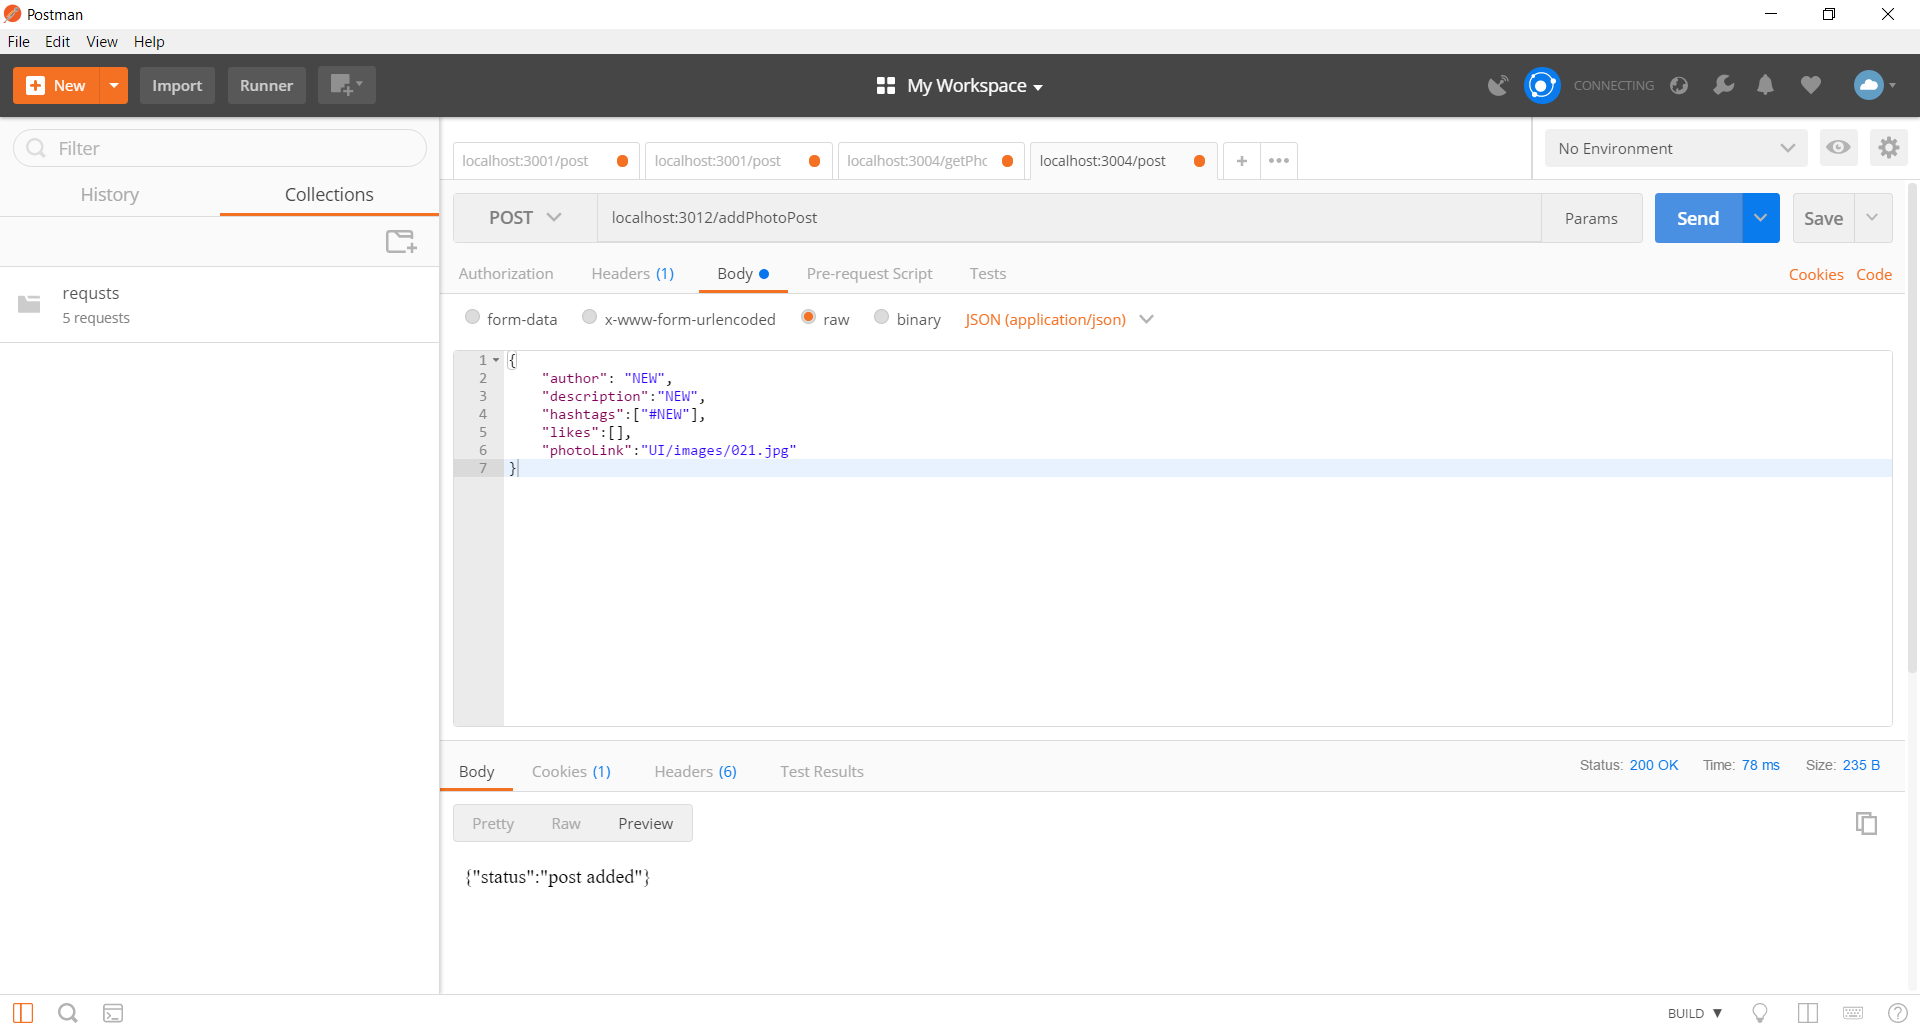 Postman
File Edit View Help
New Import Runner My Workspace CONNECTING
Filter
History Collections
requsts
5 requests
localhost:3001/post localhost:3001/post localhost:3004/getPhc localhost:3004/post + ••• No Environment
POST localhost:3012/addPhotoPost Params Send Save
Authorization Headers (1) Body Pre-request Script Tests Cookies Code
form-data x-www-form-urlencoded raw binary JSON (application/json)
1 {
2 "author": "NEW",
3 "description":"NEW",
4 "hashtags":["#NEW"],
5 "likes":[],
6 "photoLink":"UI/images/021.jpg"
7 }
Body Cookies (1) Headers (6) Test Results Status: 200 OK Time: 78 ms Size: 235 B
Pretty Raw Preview
{"status":"post added"}
BUILD ▼